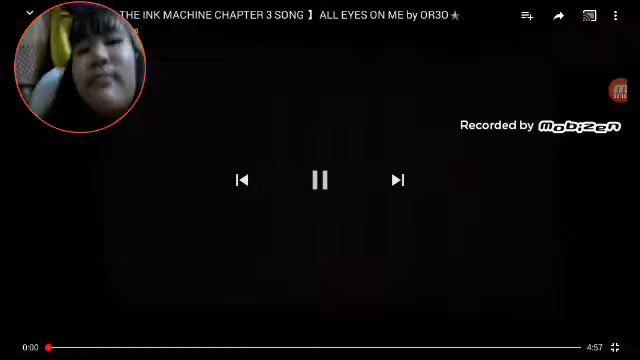 THE INK MACHINE CHAPTER 3 SONG 】 ALL EYES ON ME by OR3O★
Recorded by mobizen
0:00
4:57